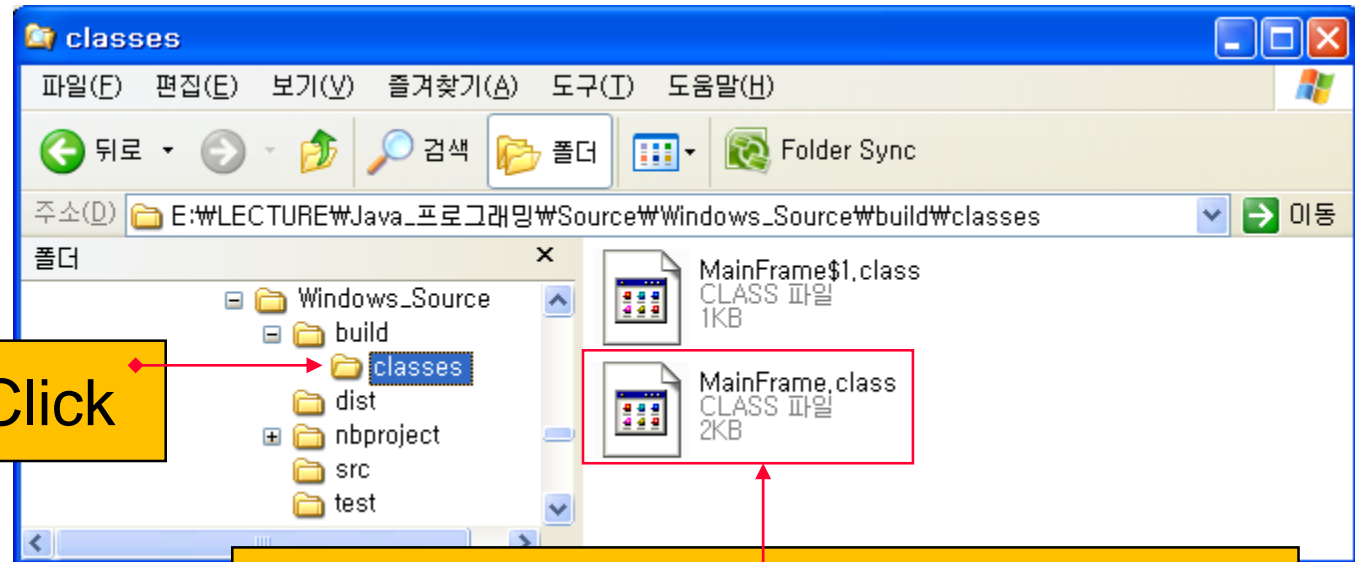 classes
파일(F) 편집(E) 보기(V) 즐겨찾기(A) 도구(T) 도움말(H)
뒤로 검색 폴더 Folder Sync
주소(D) E:₩LECTURE₩Java_프로그래밍₩Source₩Windows_Source₩build₩classes 이동
폴더 ×
Windows_Source
build
classes
dist
nbproject
src
test
Click
MainFrame$1.class
CLASS 파일
1KB
MainFrame.class
CLASS 파일
2KB